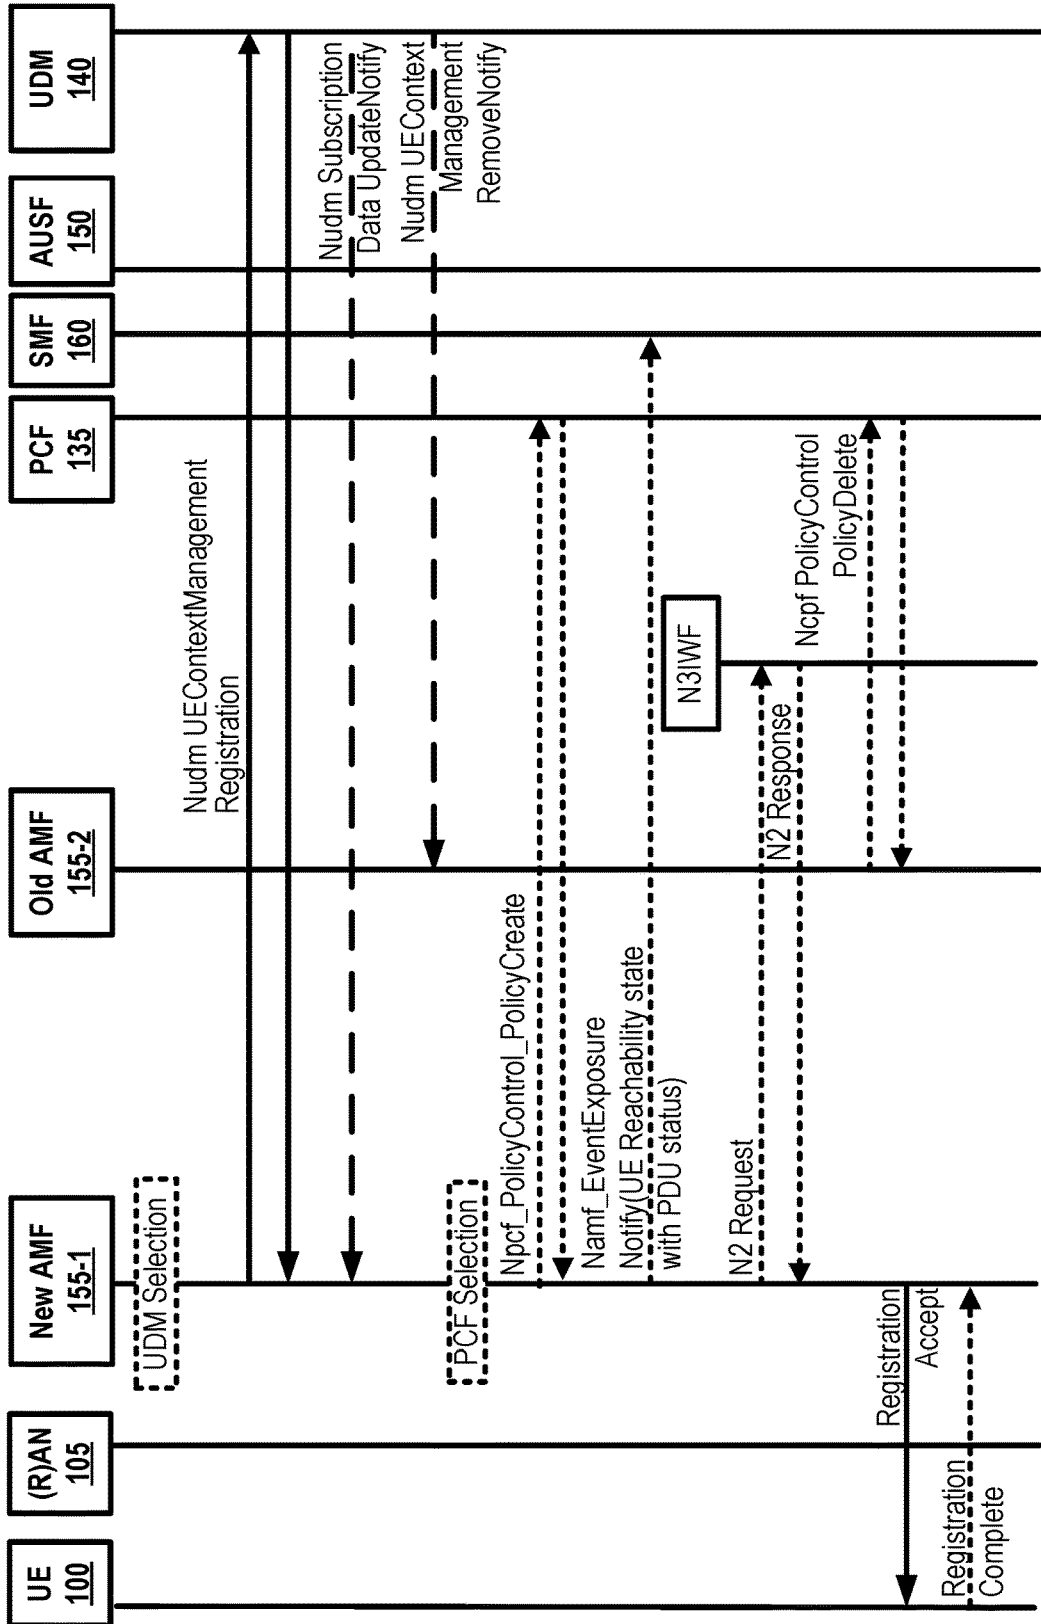 UE
100
(R)AN
105
New AMF
155-1
Old AMF
155-2
PCF
135
SMF
160
AUSF
150
UDM
140
UDM Selection
Nudm UEContextManagement
Registration
Nudm Subscription
Data UpdateNotify
Nudm UEContext
Management
RemoveNotify
PCF Selection
Npcf_PolicyControl_PolicyCreate
Namf_EventExposure
Notify(UE Reachability state
with PDU status)
N3IWF
N2 Request
N2 Response
Ncpf PolicyControl
PolicyDelete
Registration
Accept
Registration
Complete